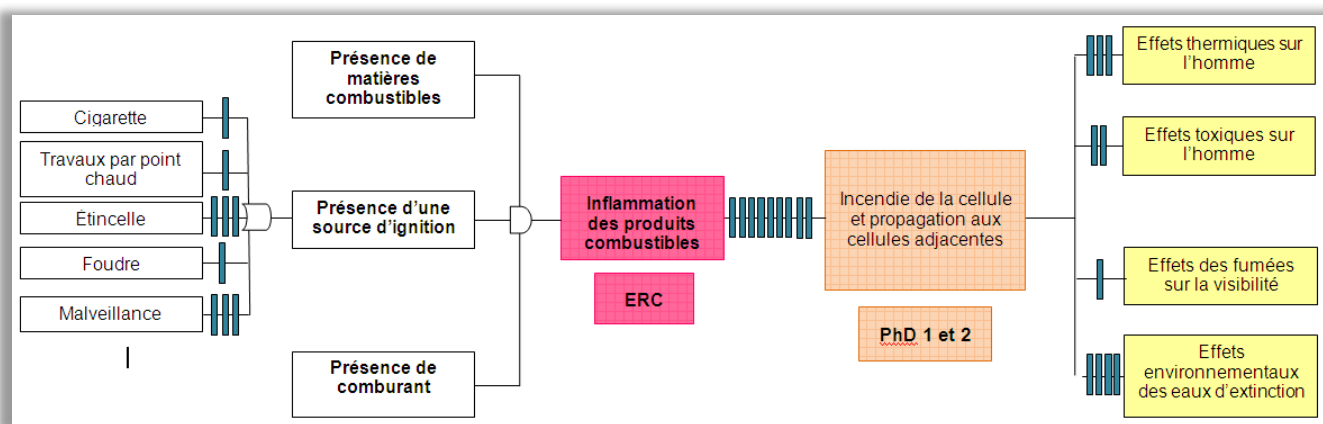 Cigarette
Travaux par point
chaud
Étincelle
Foudre
Malveillance
Présence de
matières
combustibles
Présence d'une
source d'ignition
Présence de
comburant
Inflammation
des produits
combustibles
ERC
Incendie de la cellule
et propagation aux
cellules adjacentes
PhD 1 et 2
Effets thermiques sur
l'homme
Effets toxiques sur
l'homme
Effets des fumées
sur la visibilité
Effets
environnementaux
des eaux d'extinction